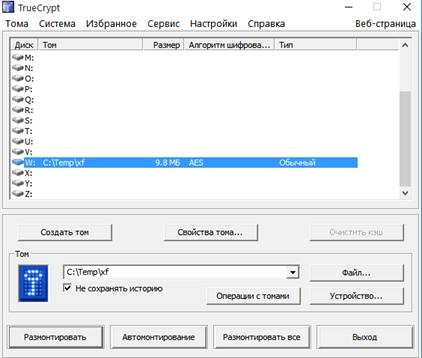 TrueCrypt
Тома Система Избранное Сервис Настройки Справка Веб-страница
Диск Том Размер Алгоритм шифрова... Тип
M:
N:
O:
P:
Q:
R:
S:
T:
U:
V:
W: C:\Temp\xf 9.8 МБ AES Обычный
X:
Y:
Z:
Создать том Свойства тома... Очистить кэш
Том
C:\Temp\xf Файл...
Не сохранять историю
Операции с томами Устройство...
Размонтировать Автомонтирование Размонтировать все Выход